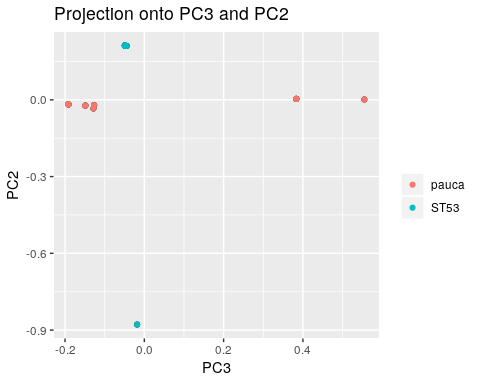 Projection onto PC3 and PC2
PC2
0.0
-0.3
-0.6
-0.9
-0.2
0.0
0.2
0.4
PC3
pauca
ST53